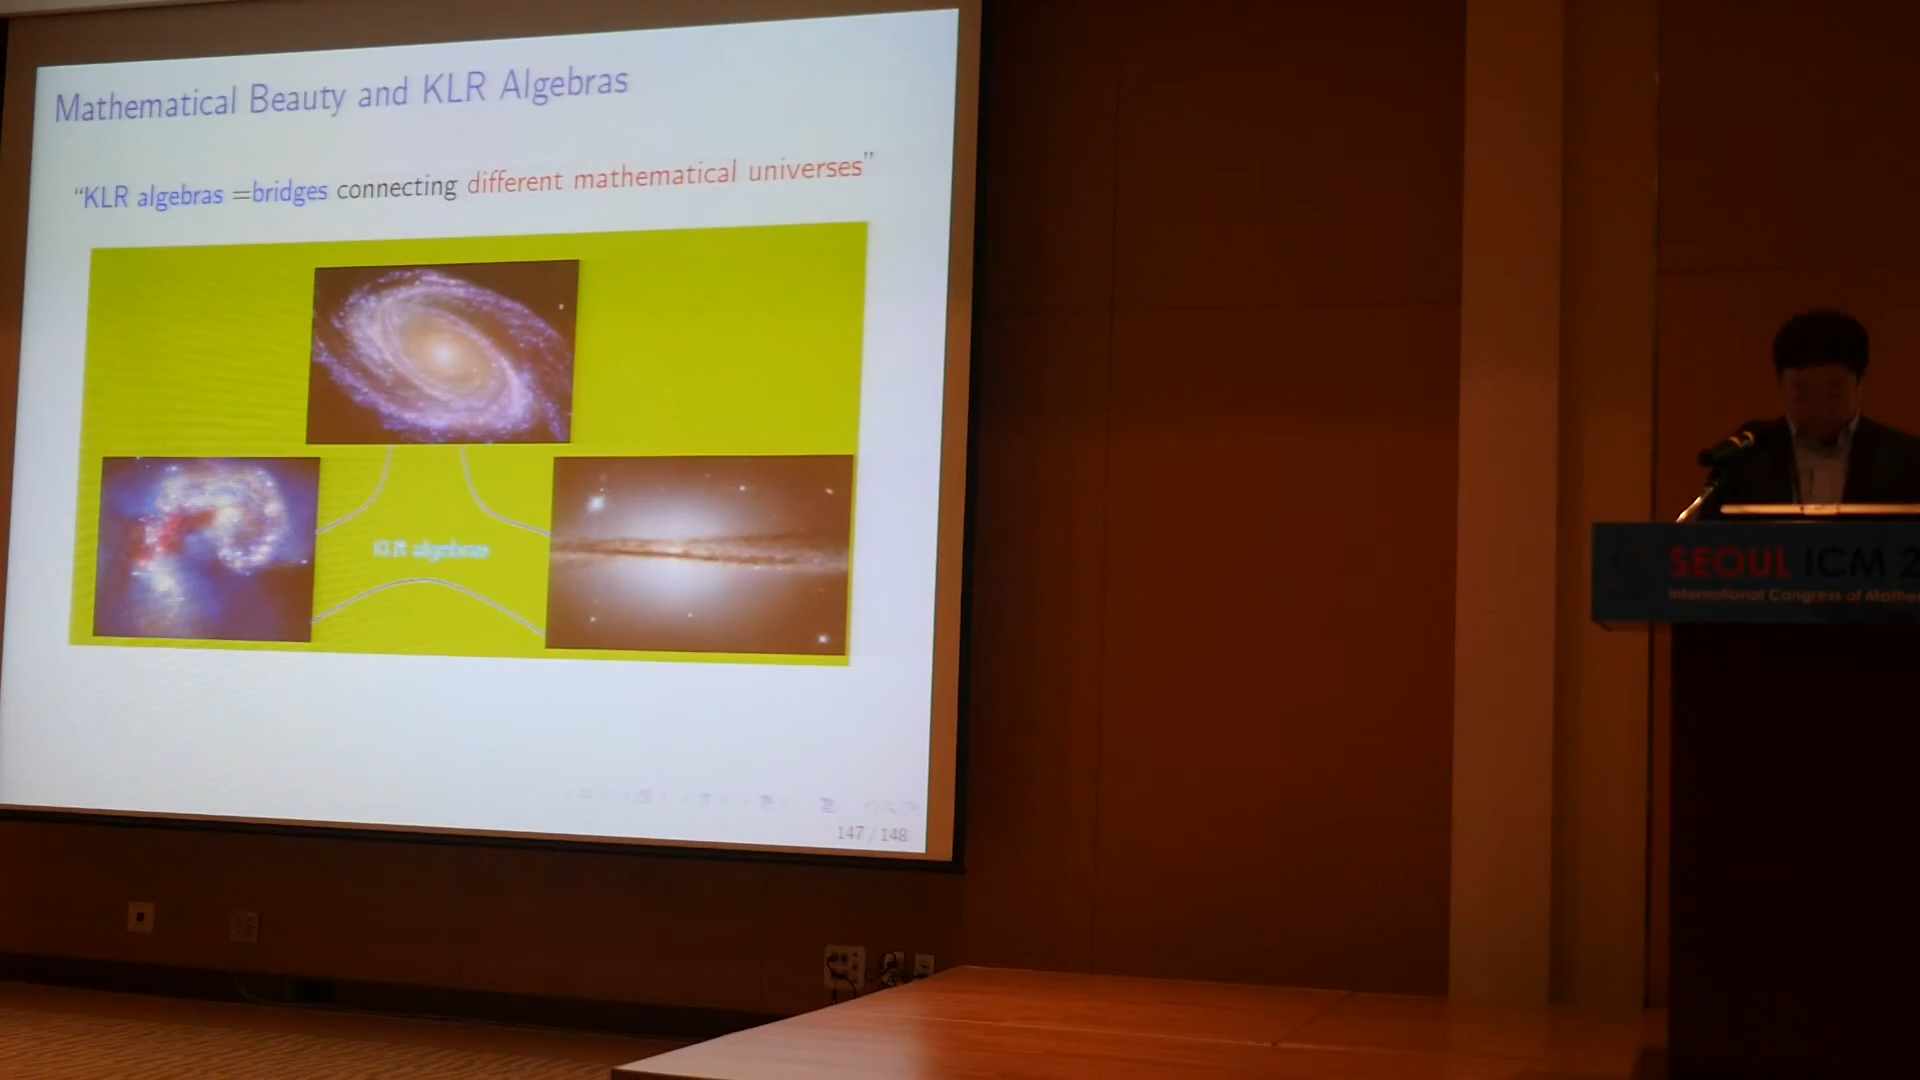 Mathematical Beauty and KLR Algebras
“KLR algebras =bridges connecting different mathematical universes”
KLR algebras
147 / 148
SEOUL ICM 2
International Congress of Mathe